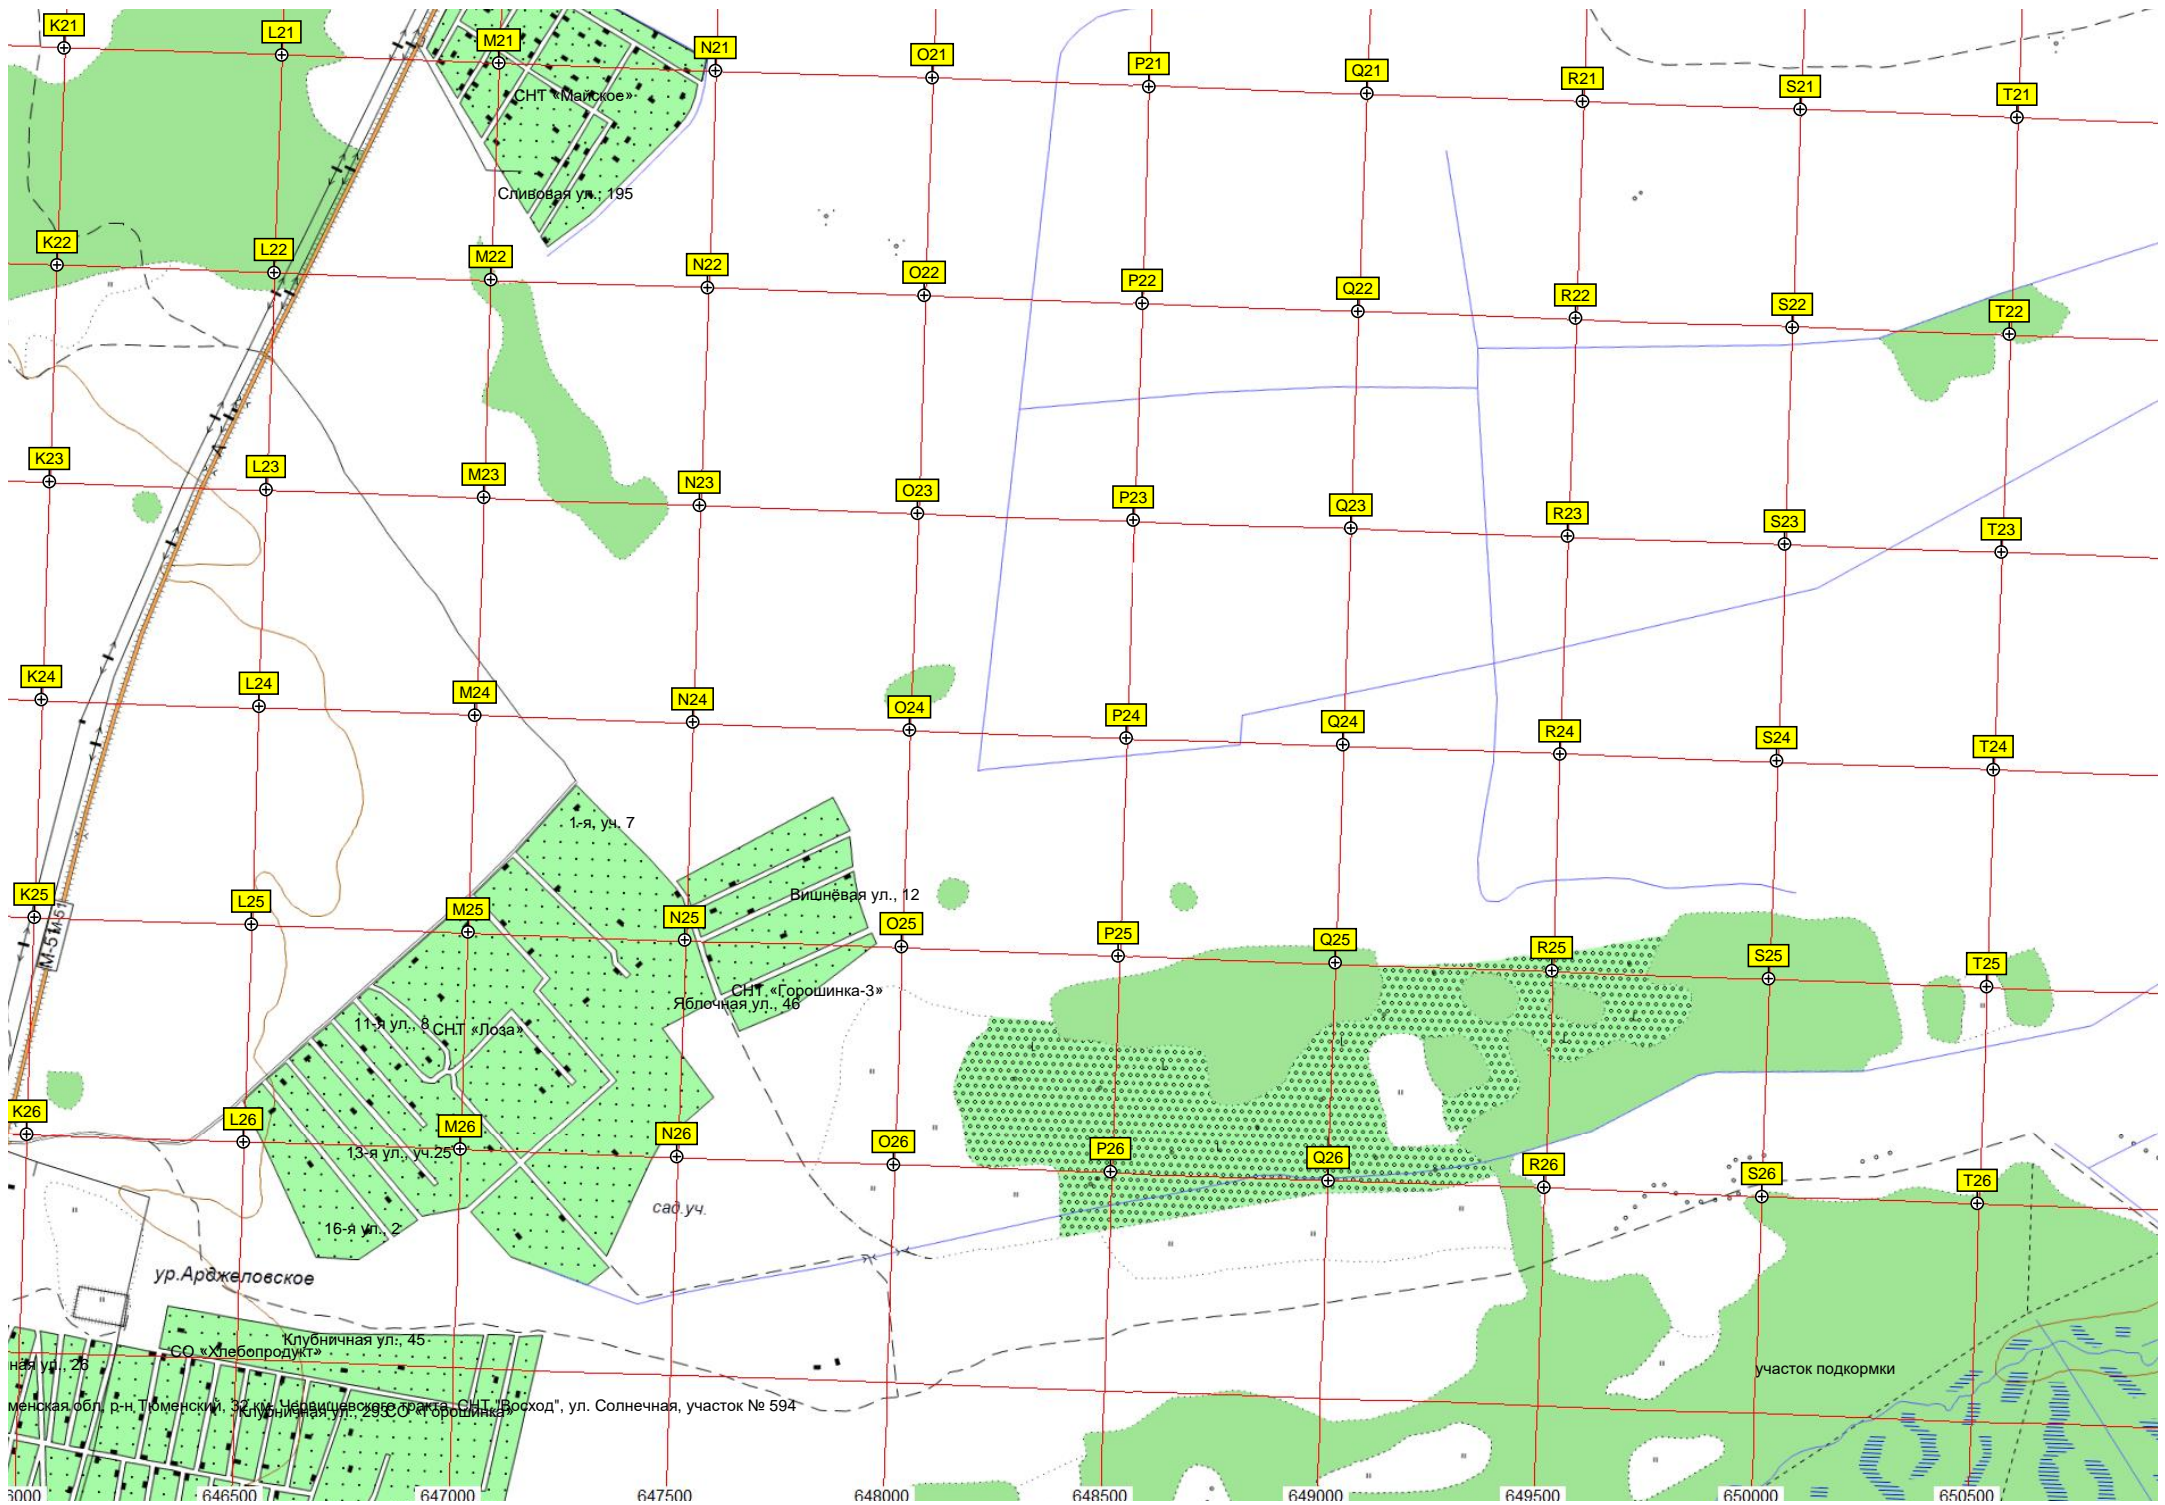 K21 L21 M21 N21 O21 P21 Q21 R21 S21 T21
СНТ «Майское»
Сливовая ул., 195
K22 L22 M22 N22 O22 P22 Q22 R22 S22 T22
K23 L23 M23 N23 O23 P23 Q23 R23 S23 T23
K24 L24 M24 N24 O24 P24 Q24 R24 S24 T24
1-я, уч. 7
Вишнёвая ул., 12
K25 L25 M25 N25 O25 P25 Q25 R25 S25 T25
М-51
М-51
СНТ «Горошинка-3»
Яблочная ул., 46
11-я ул., 8
СНТ «Лоза»
K26 L26 M26 N26 O26 P26 Q26 R26 S26 T26
13-я ул., уч.25
сад.уч.
16-я ул., 2
ур.Арджеловское
Клубничная ул., 45
СО «Хлебопродукт»
ная ул., 26
участок подкормки
менская обл, р-н Тюменский, 32 км, Червишевского тракта, СНТ "Восход", ул. Солнечная, участок № 594
Клубничная ул., 293
СО «Горошинка»
6000 646500 647000 647500 648000 648500 649000 649500 650000 650500